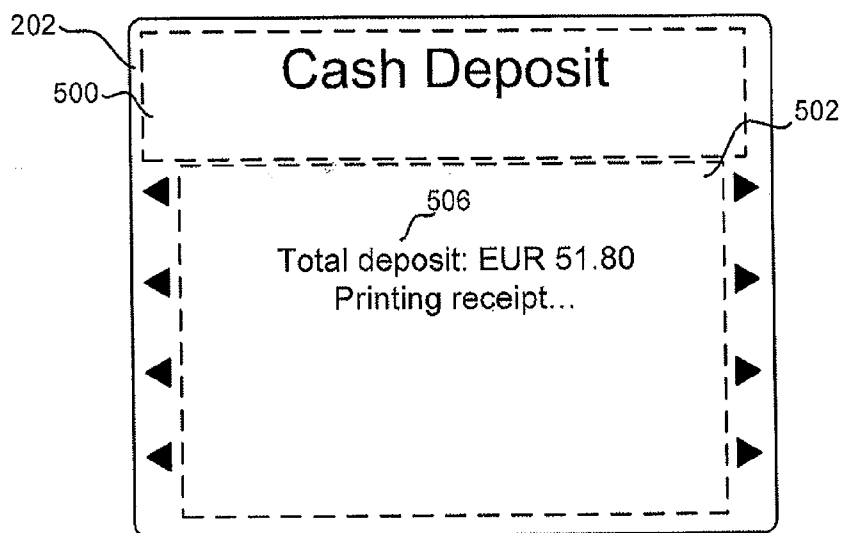 202
Cash Deposit
500
502
506
Total deposit: EUR 51.80
Printing receipt...